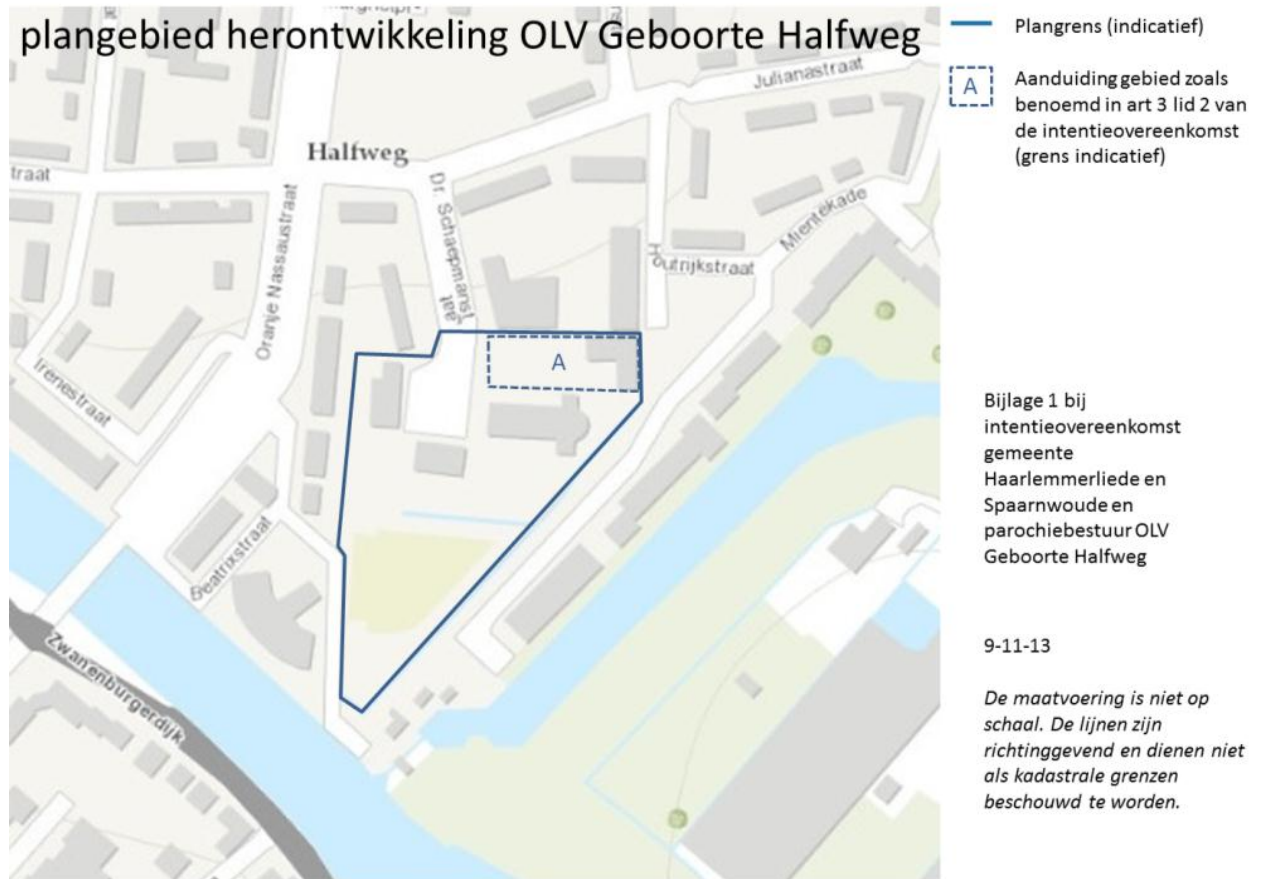 plangebied herontwikkeling OLV Geboorte Halfweg
Plangrens (indicatief)
A
Aanduiding gebied zoals
benoemd in art 3 lid 2 van
de intentieovereenkomst
(grens indicatief)
Julianastraat
Halfweg
traat
Dr. Schaepmanst
aat
Oranje Nassaustraat
Mientekade
outrijkstraat
Irenestraat
A
Beatrixstraat
Zwanenburgerdijk
Bijlage 1 bij
intentieovereenkomst
gemeente
Haarlemmerliede en
Spaarnwoude en
parochiebestuur OLV
Geboorte Halfweg
9-11-13
De maatvoering is niet op
schaal. De lijnen zijn
richtinggevend en dienen niet
als kadastrale grenzen
beschouwd te worden.